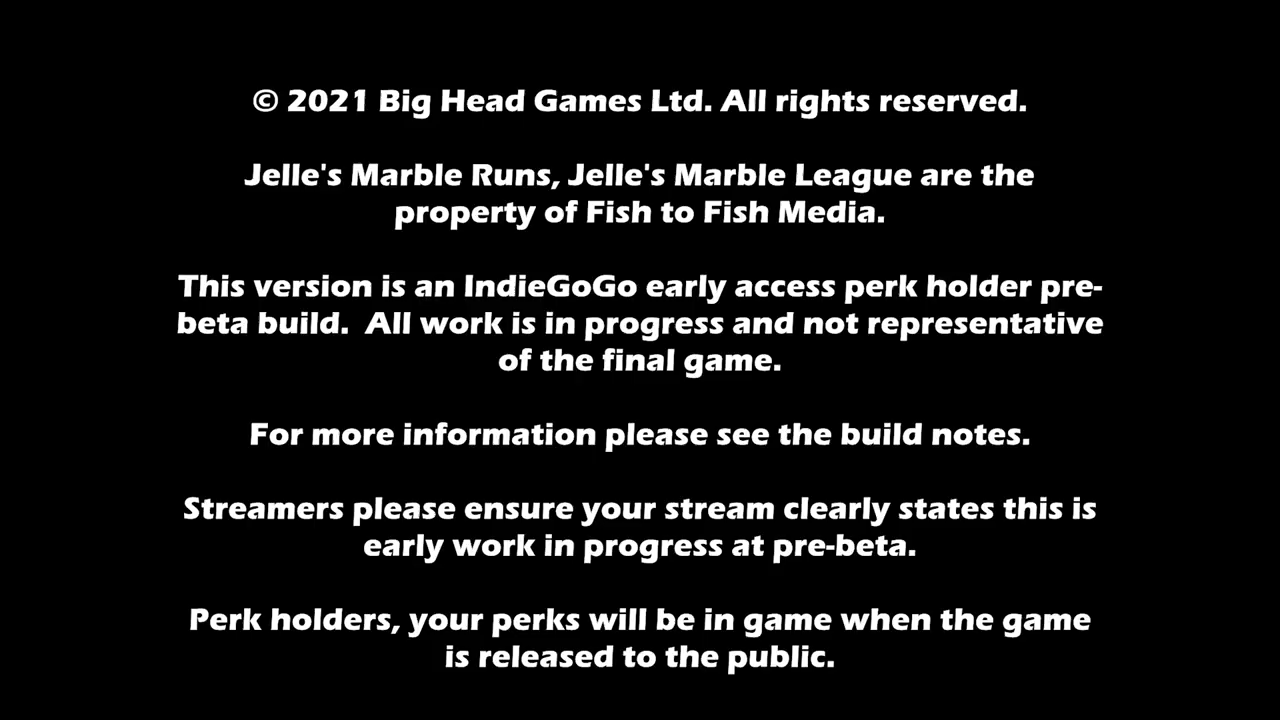 © 2021 Big Head Games Ltd. All rights reserved.
Jelle's Marble Runs, Jelle's Marble League are the
property of Fish to Fish Media.
This version is an IndieGoGo early access perk holder pre-
beta build.  All work is in progress and not representative
of the final game.
For more information please see the build notes.
Streamers please ensure your stream clearly states this is
early work in progress at pre-beta.
Perk holders, your perks will be in game when the game
is released to the public.